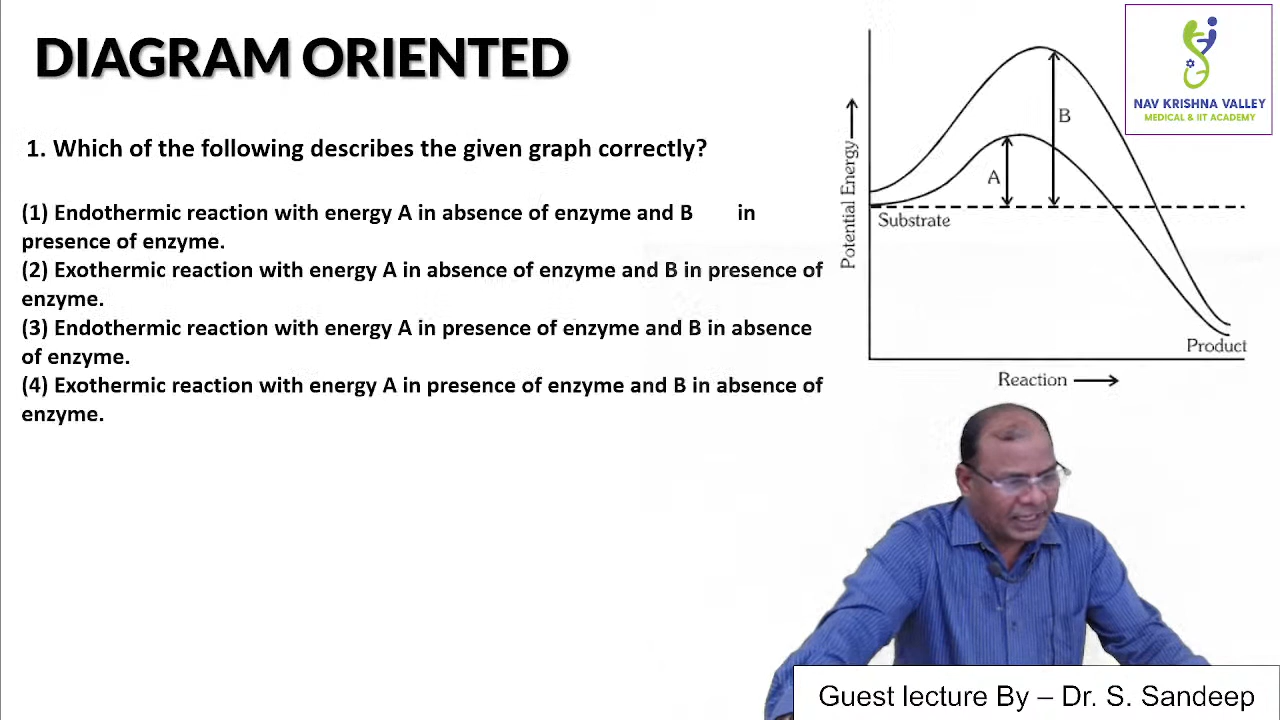 DIAGRAM ORIENTED
NAV KRISHNA VALLEY
MEDICAL & IIT ACADEMY
1. Which of the following describes the given graph correctly?
(1) Endothermic reaction with energy A in absence of enzyme and B in
presence of enzyme.
(2) Exothermic reaction with energy A in absence of enzyme and B in presence of
enzyme.
(3) Endothermic reaction with energy A in presence of enzyme and B in absence
of enzyme.
(4) Exothermic reaction with energy A in presence of enzyme and B in absence of
enzyme.
Potential Energy
B
A
Substrate
Product
Reaction
Guest lecture By – Dr. S. Sandeep